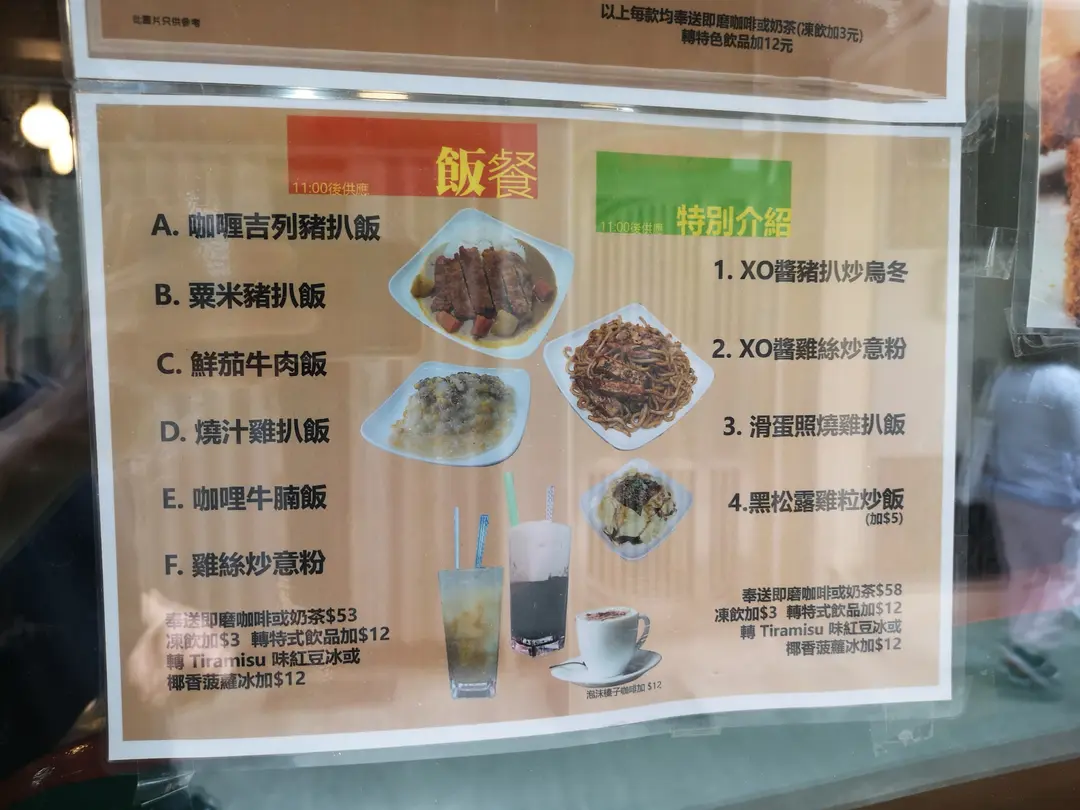 此圖片只供參考
以上每款均奉送即磨咖啡或奶茶(凍飲加3元)
轉特色飲品加12元
飯餐
11:00後供應
A. 咖喱吉列豬扒飯
B. 粟米豬扒飯
C. 鮮茄牛肉飯
D. 燒汁雞扒飯
E. 咖哩牛腩飯
F. 雞絲炒意粉
奉送即磨咖啡或奶茶$53
凍飲加$3 轉特式飲品加$12
轉 Tiramisu 味紅豆冰或
椰香菠蘿冰加$12
特別介紹
11:00後供應
1. XO醬豬扒炒烏冬
2. XO醬雞絲炒意粉
3. 滑蛋照燒雞扒飯
4.黑松露雞粒炒飯
(加$5)
奉送即磨咖啡或奶茶$58
凍飲加$3 轉特式飲品加$12
轉 Tiramisu 味紅豆冰或
椰香菠蘿冰加$12
泡沫榛子咖啡加 $12